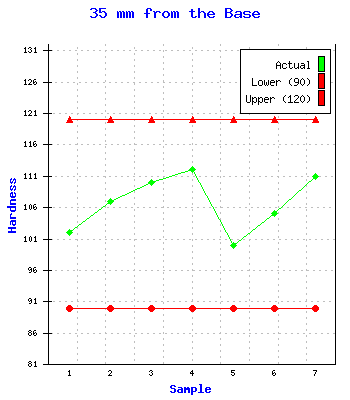 35 mm from the Base
131
126
121
116
111
106
101
96
91
86
81
Actual
Lower (90)
Upper (120)
Hardness
1 2 3 4 5 6 7
Sample